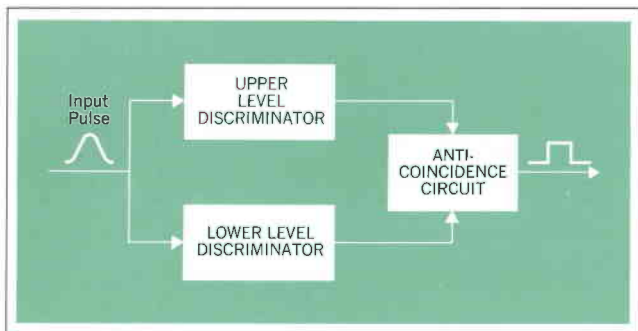 Input
Pulse
UPPER
LEVEL
DISCRIMINATOR
LOWER LEVEL
DISCRIMINATOR
ANTI-
COINCIDENCE
CIRCUIT